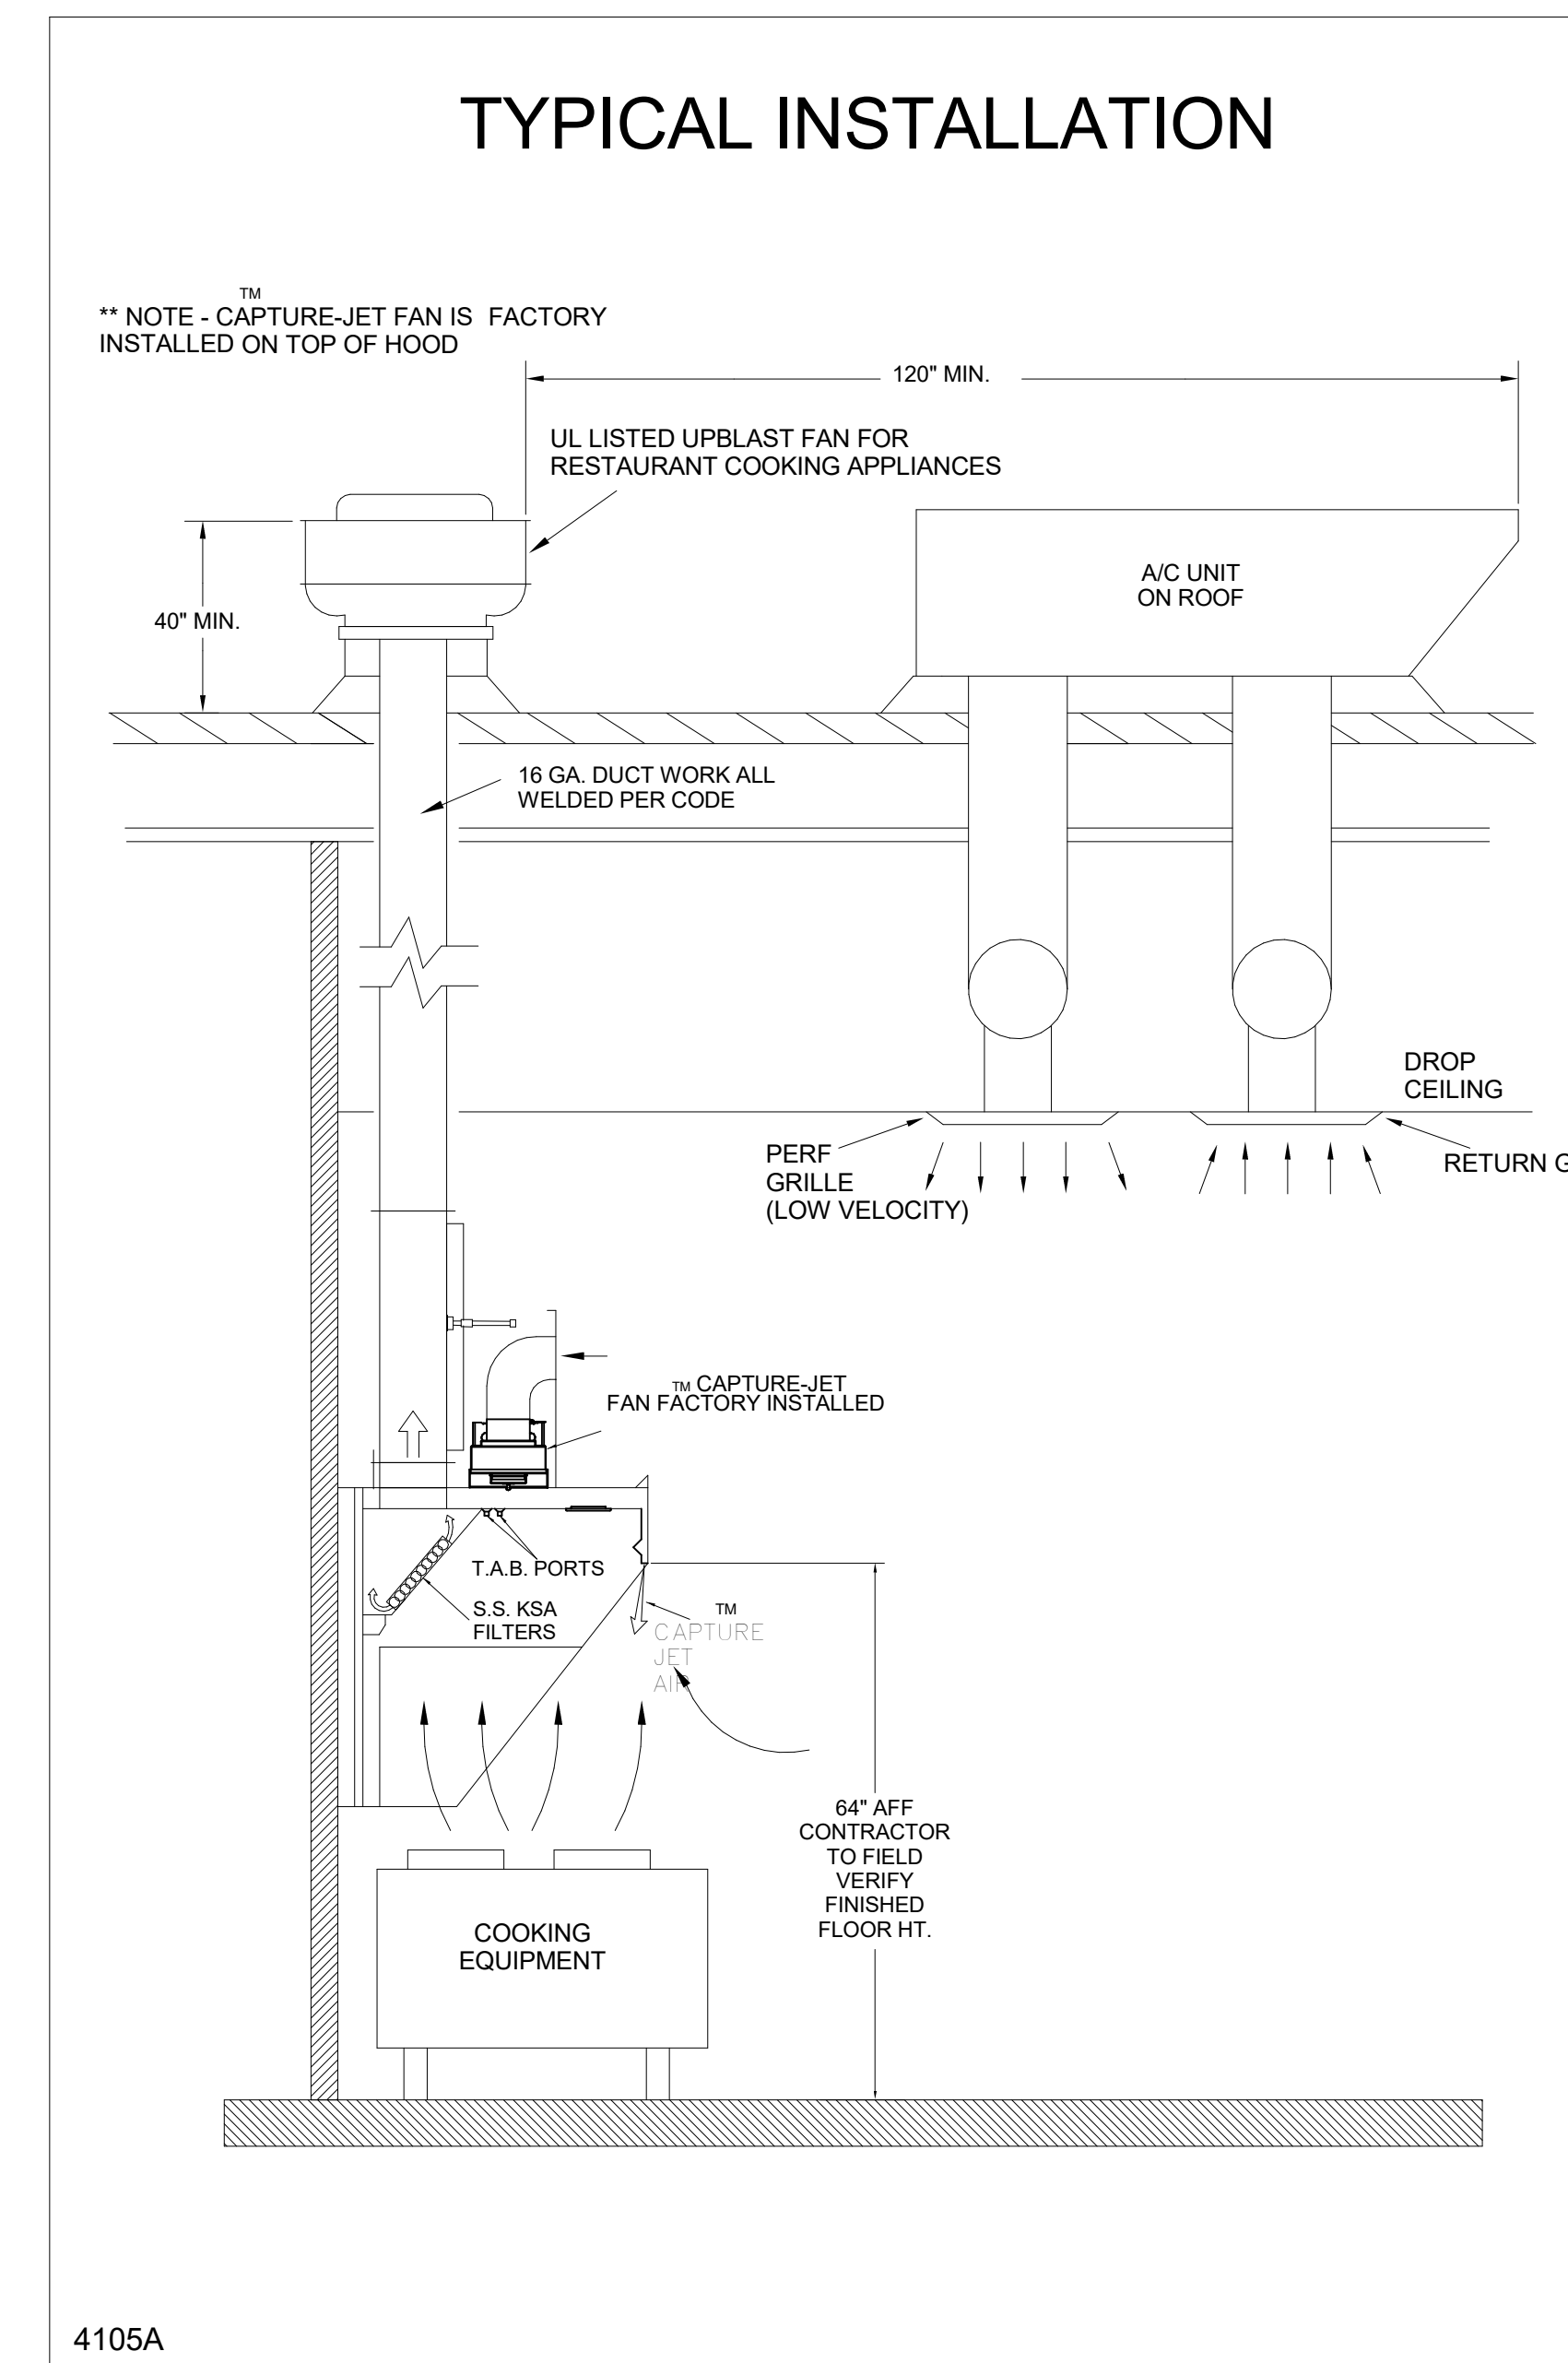 TYPICAL INSTALLATION
TM
** NOTE - CAPTURE-JET FAN IS FACTORY
INSTALLED ON TOP OF HOOD
120" MIN.
UL LISTED UPBLAST FAN FOR
RESTAURANT COOKING APPLIANCES
A/C UNIT
ON ROOF
40" MIN.
16 GA. DUCT WORK ALL
WELDED PER CODE
DROP
CEILING
PERF
GRILLE
(LOW VELOCITY)
RETURN G
TM CAPTURE-JET
FAN FACTORY INSTALLED
T.A.B. PORTS
S.S. KSA
FILTERS
TM
CAPTURE
JET
AIR
64" AFF
CONTRACTOR
TO FIELD
VERIFY
FINISHED
FLOOR HT.
COOKING
EQUIPMENT
4105A